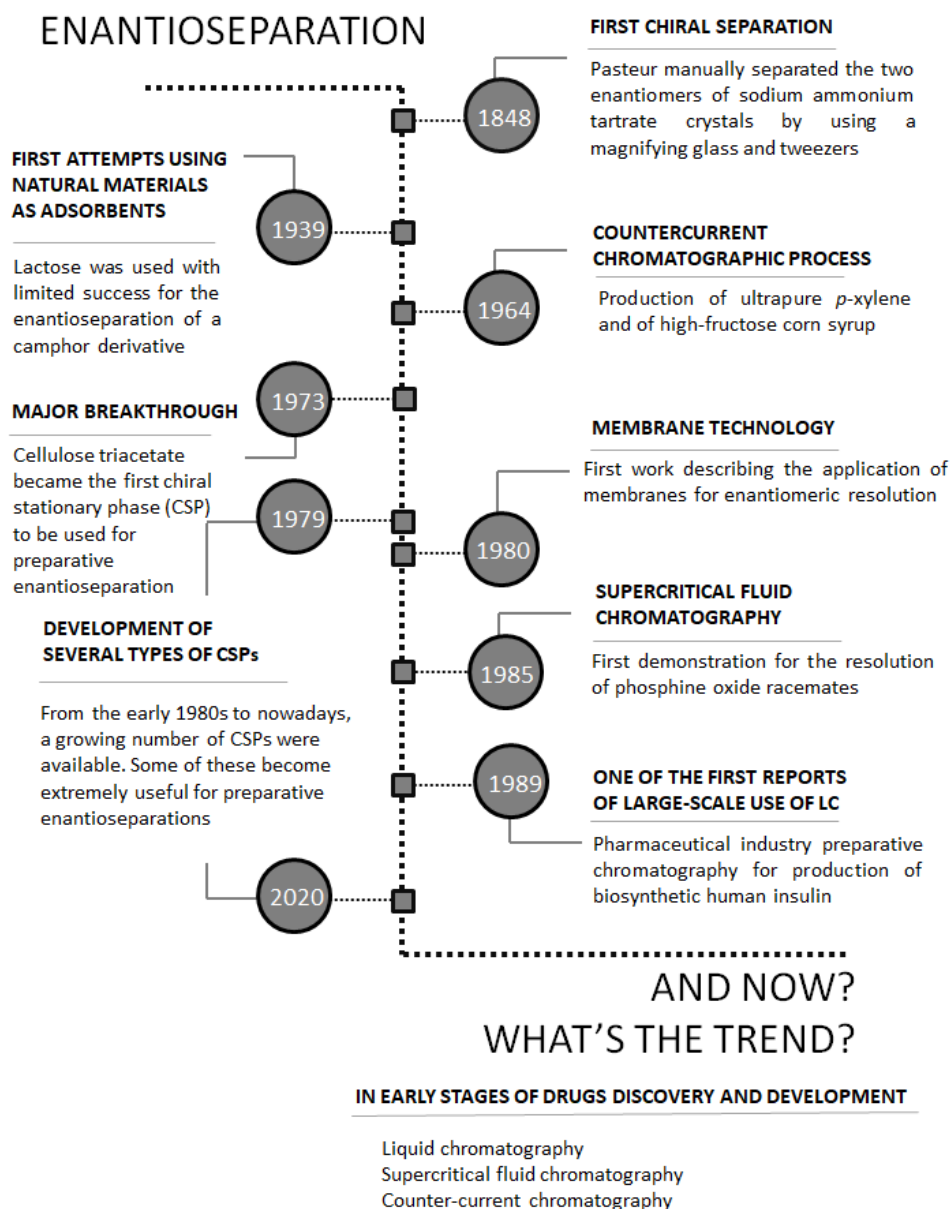 ENANTIOSEPARATION
FIRST CHIRAL SEPARATION
1848
Pasteur manually separated the two
enantiomers of sodium ammonium
tartrate crystals by using a
magnifying glass and tweezers
FIRST ATTEMPTS USING
NATURAL MATERIALS
AS ADSORBENTS
1939
Lactose was used with
limited success for the
enantioseparation of a
camphor derivative
COUNTERCURRENT
CHROMATOGRAPHIC PROCESS
1964
Production of ultrapure p-xylene
and of high-fructose corn syrup
1973
MAJOR BREAKTHROUGH
Cellulose triacetate
became the first chiral
stationary phase (CSP)
to be used for
preparative
enantioseparation
1979
MEMBRANE TECHNOLOGY
First work describing the application of
membranes for enantiomeric resolution
1980
DEVELOPMENT OF
SEVERAL TYPES OF CSPs
From the early 1980s to nowadays,
a growing number of CSPs were
available. Some of these become
extremely useful for preparative
enantioseparations
SUPERCRITICAL FLUID
CHROMATOGRAPHY
1985
First demonstration for the resolution
of phosphine oxide racemates
1989
ONE OF THE FIRST REPORTS
OF LARGE-SCALE USE OF LC
Pharmaceutical industry preparative
chromatography for production of
biosynthetic human insulin
2020
AND NOW?
WHAT'S THE TREND?
IN EARLY STAGES OF DRUGS DISCOVERY AND DEVELOPMENT
Liquid chromatography
Supercritical fluid chromatography
Counter-current chromatography